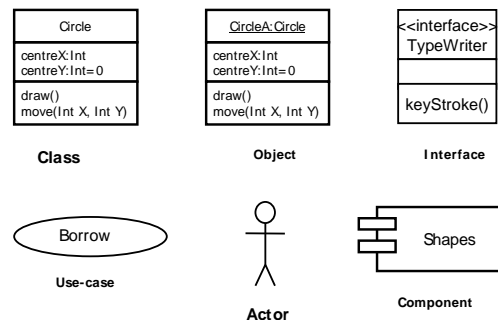 Circle
centreX:Int
centreY:Int=0
draw()
move(Int X, Int Y)
Class
CircleA:Circle
centreX:Int
centreY:Int=0
draw()
move(Int X, Int Y)
Object
<<interface>>
TypeWriter
keyStroke()
Interface
Borrow
Use-case
Actor
Shapes
Component